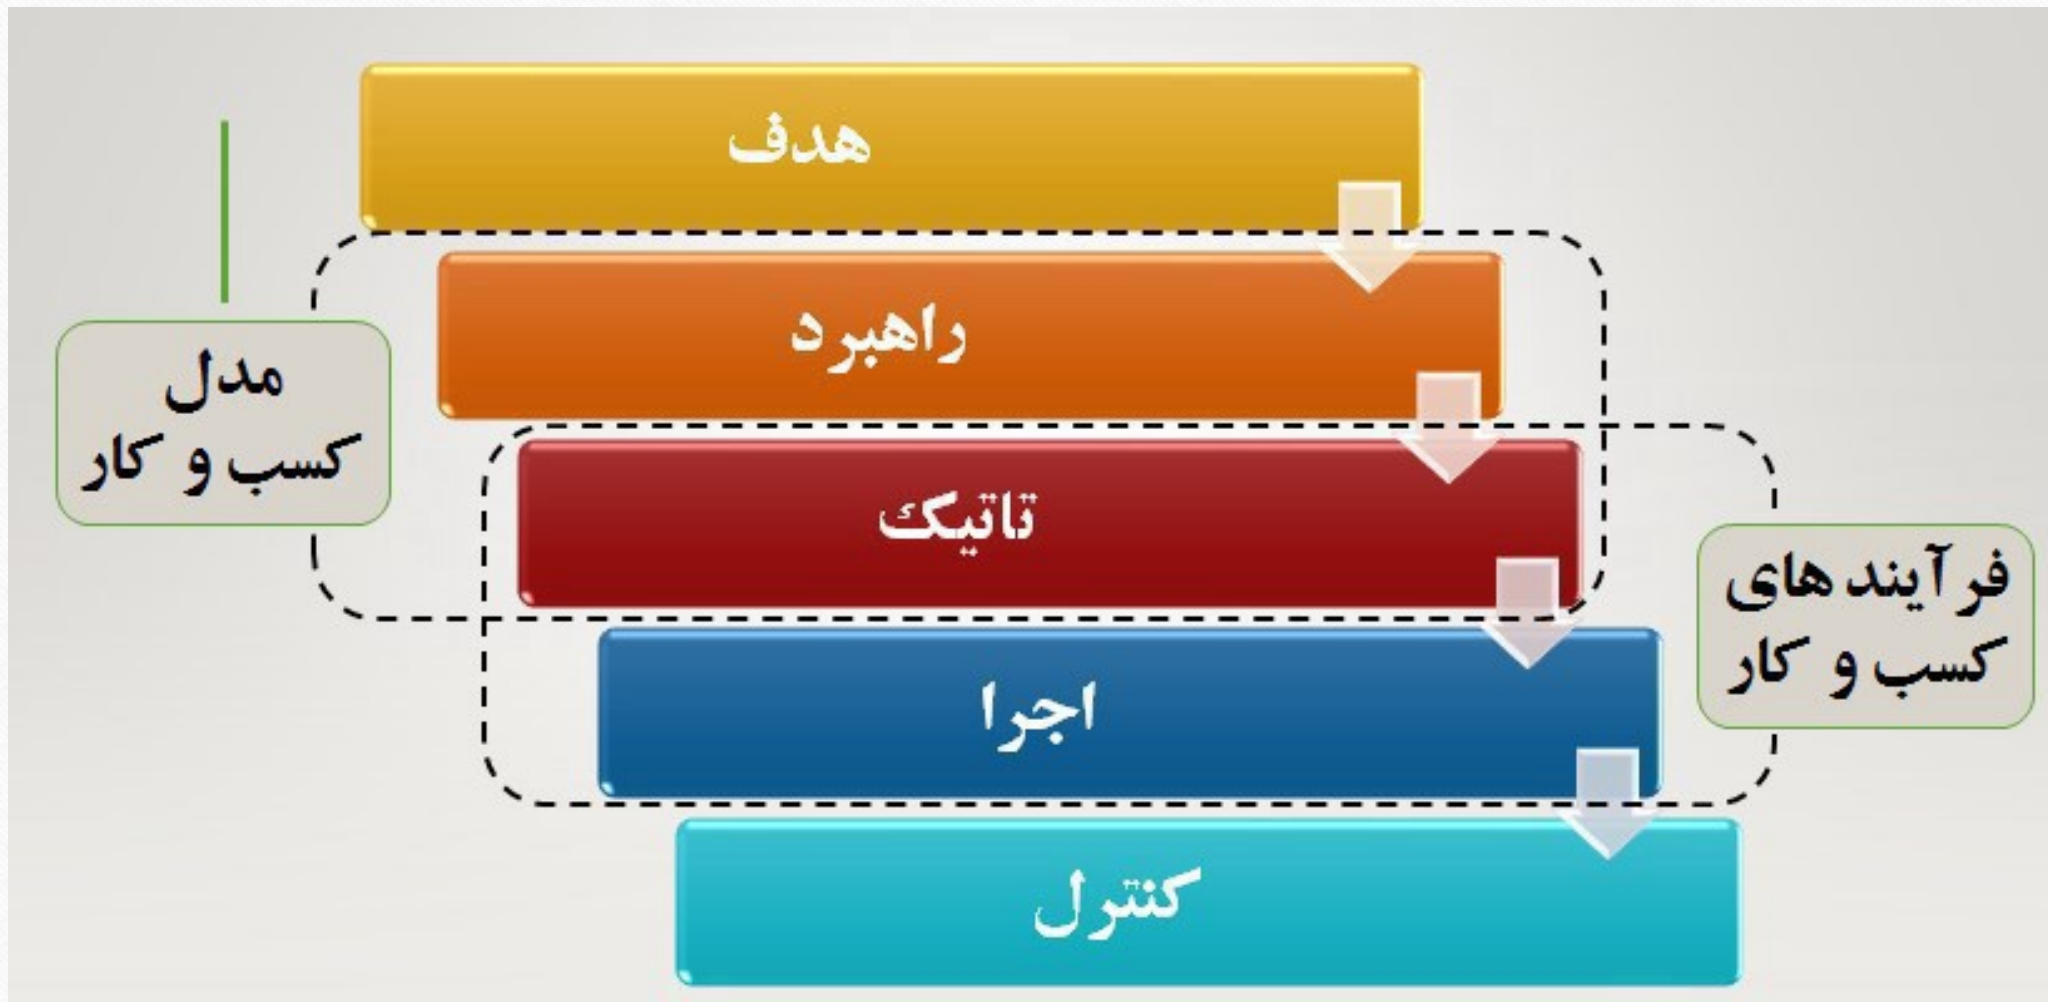 هدف
راهبرد
مدل
کسب و کار
تاتیک
فرآیند های
کسب و کار
اجرا
کنترل